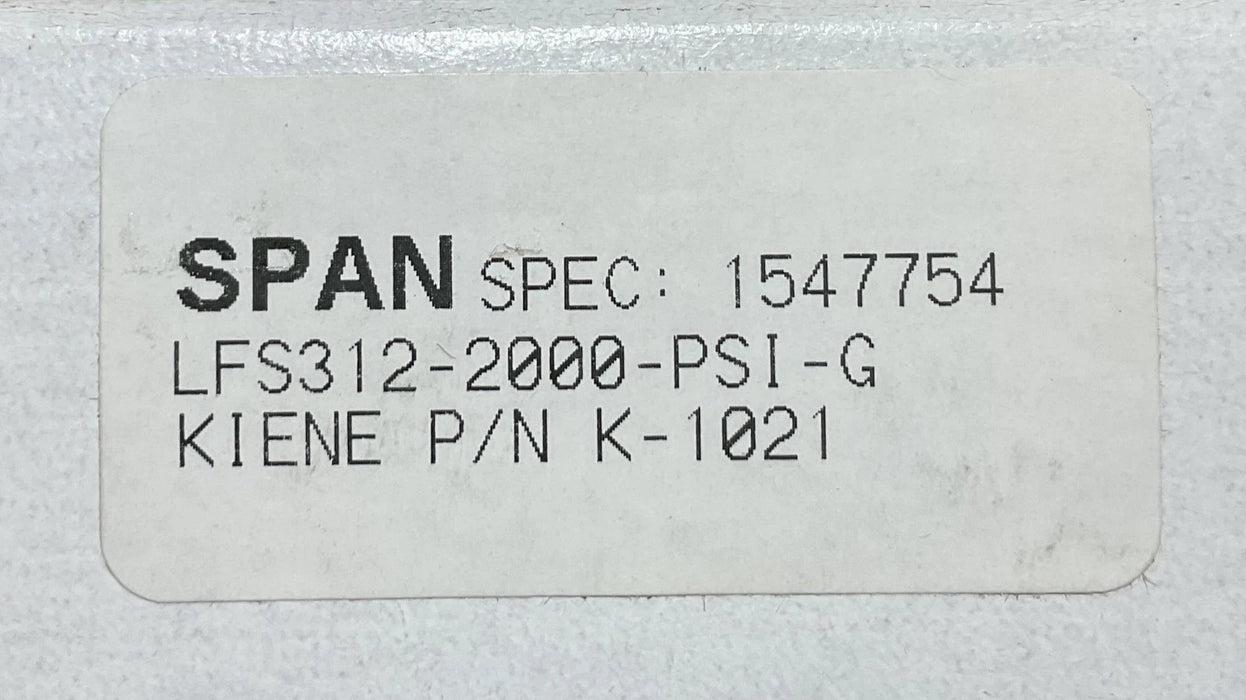 SPAN SPEC: 1547754
LFS312-2000-PSI-G
KIENE P/N K-1021